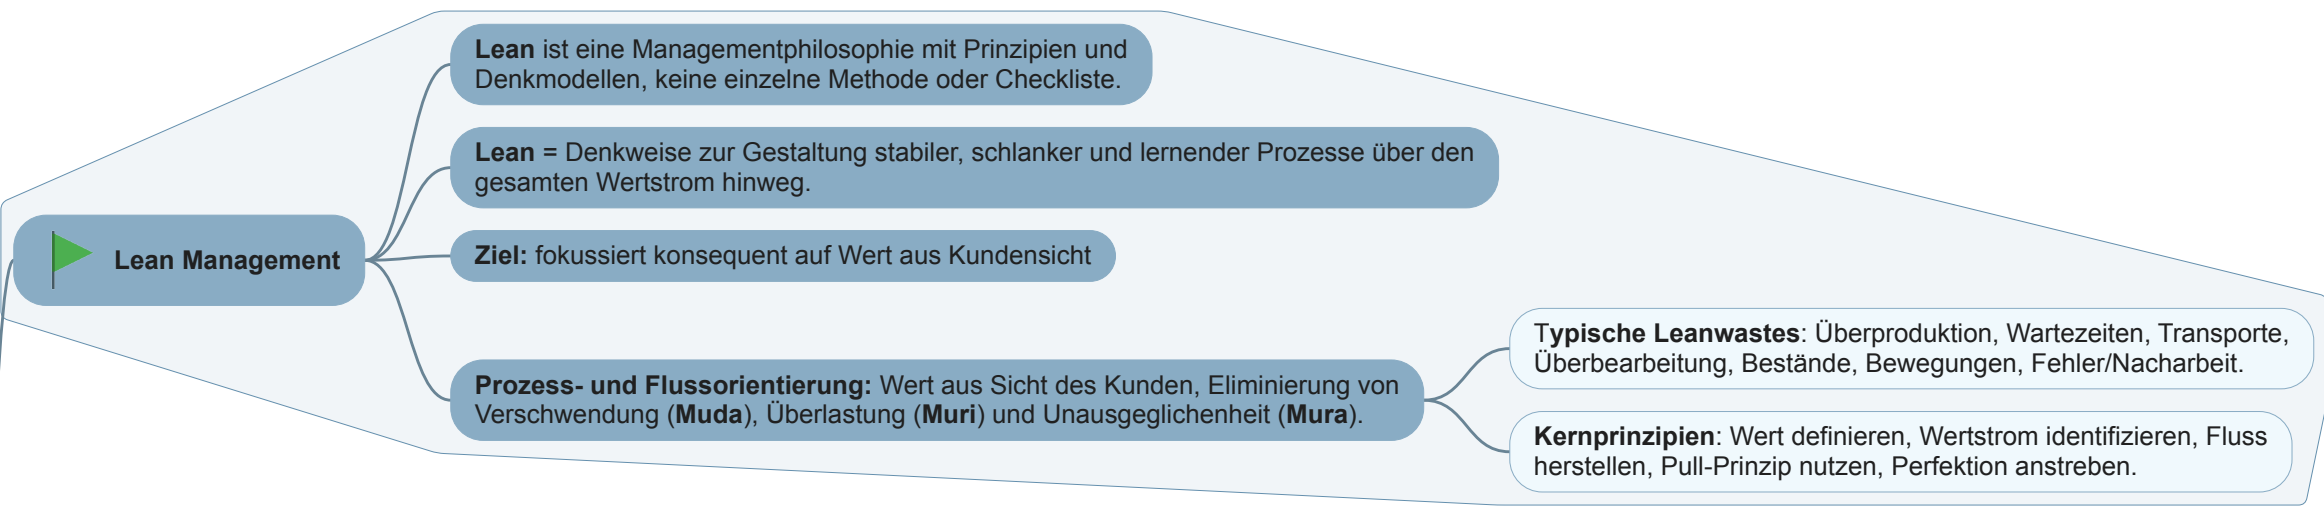 Lean ist eine Managementphilosophie mit Prinzipien und
Denkmodellen, keine einzelne Methode oder Checkliste.
Lean = Denkweise zur Gestaltung stabiler, schlanker und lernender Prozesse über den
gesamten Wertstrom hinweg.
Lean Management
Ziel: fokussiert konsequent auf Wert aus Kundensicht
Prozess- und Flussorientierung: Wert aus Sicht des Kunden, Eliminierung von
Verschwendung (Muda), Überlastung (Muri) und Unausgeglichenheit (Mura).
Typische Leanwastes: Überproduktion, Wartezeiten, Transporte,
Überbearbeitung, Bestände, Bewegungen, Fehler/Nacharbeit.
Kernprinzipien: Wert definieren, Wertstrom identifizieren, Fluss
herstellen, Pull-Prinzip nutzen, Perfektion anstreben.